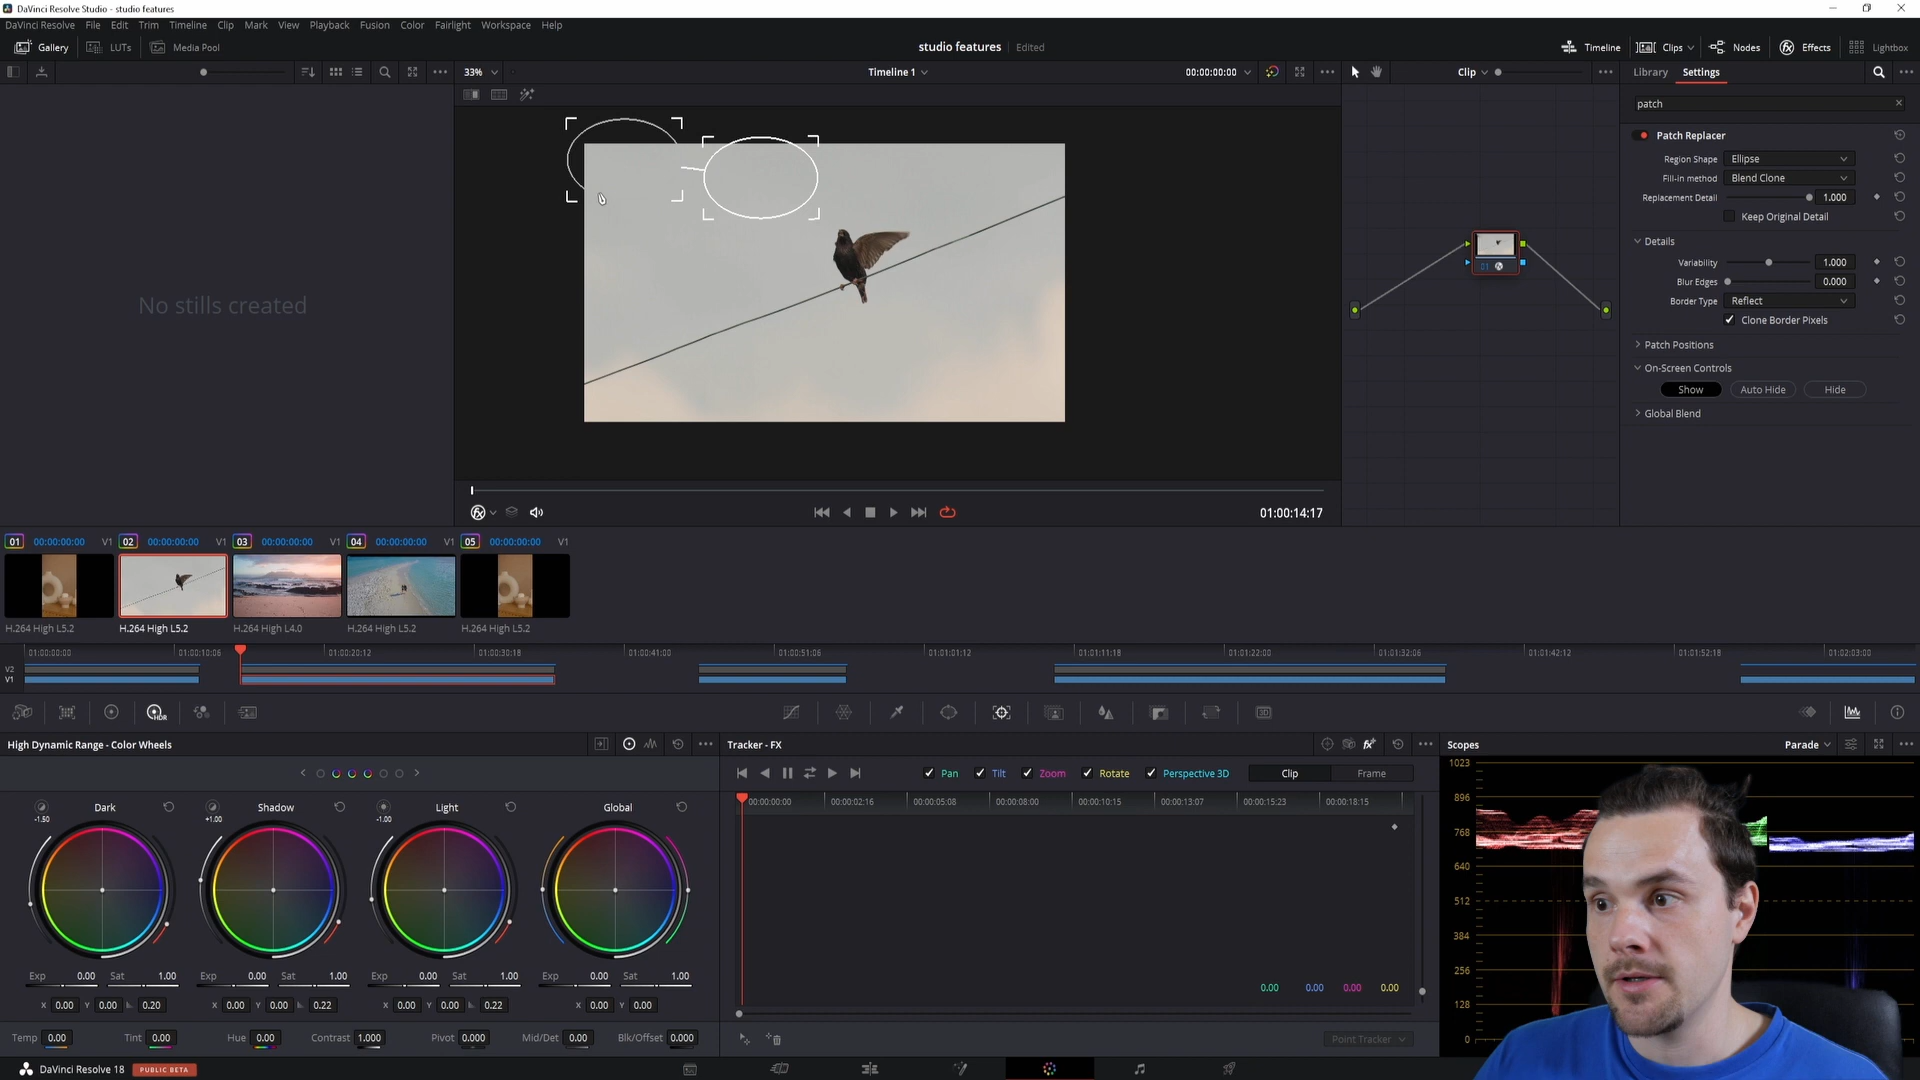 DaVinci Resolve Studio - studio features
DaVinci Resolve File Edit Trim Timeline Clip Mark View Playback Fusion Color Fairlight Workspace Help
Gallery LUTs Media Pool studio features Edited Timeline Clips Nodes Effects Lightbox
33% Timeline 1 00:00:00:00 Clip Library Settings
patch
Patch Replacer
Region Shape Ellipse
Fill-in method Blend Clone
Replacement Detail 1.000
Keep Original Detail
Details
Variability 1.000
Blur Edges 0.000
Border Type Reflect
Clone Border Pixels
Patch Positions
On-Screen Controls
Show Auto Hide Hide
Global Blend
01
No stills created
01:00:14:17
01 00:00:00:00 V1 02 00:00:00:00 V1 03 00:00:00:00 V1 04 00:00:00:00 V1 05 00:00:00:00 V1
H.264 High L5.2 H.264 High L5.2 H.264 High L4.0 H.264 High L5.2 H.264 High L5.2
01:00:00:00 01:00:10:06 01:00:20:12 01:00:30:18 01:00:41:00 01:00:51:06 01:01:01:12 01:01:11:18 01:01:22:00 01:01:32:06 01:01:42:12 01:01:52:18 01:02:03:00
V2
V1
HDR 3D
High Dynamic Range - Color Wheels Tracker - FX Scopes Parade
Pan Tilt Zoom Rotate Perspective 3D Clip Frame
00:00:00:00 00:00:02:16 00:00:05:08 00:00:08:00 00:00:10:15 00:00:13:07 00:00:15:23 00:00:18:15
Dark Shadow Light Global
-1.50 +1.00 -1.00
Exp 0.00 Sat 1.00 Exp 0.00 Sat 1.00 Exp 0.00 Sat 1.00 Exp 0.00 Sat 1.00
X 0.00 Y 0.00 0.20 X 0.00 Y 0.00 0.22 X 0.00 Y 0.00 0.22 X 0.00 Y 0.00
Temp 0.00 Tint 0.00 Hue 0.00 Contrast 1.000 Pivot 0.000 Mid/Det 0.00 Blk/Offset 0.000
0.00 0.00 0.00 0.00
Point Tracker
1023
896
768
640
512
384
256
128
0
DaVinci Resolve 18 PUBLIC BETA